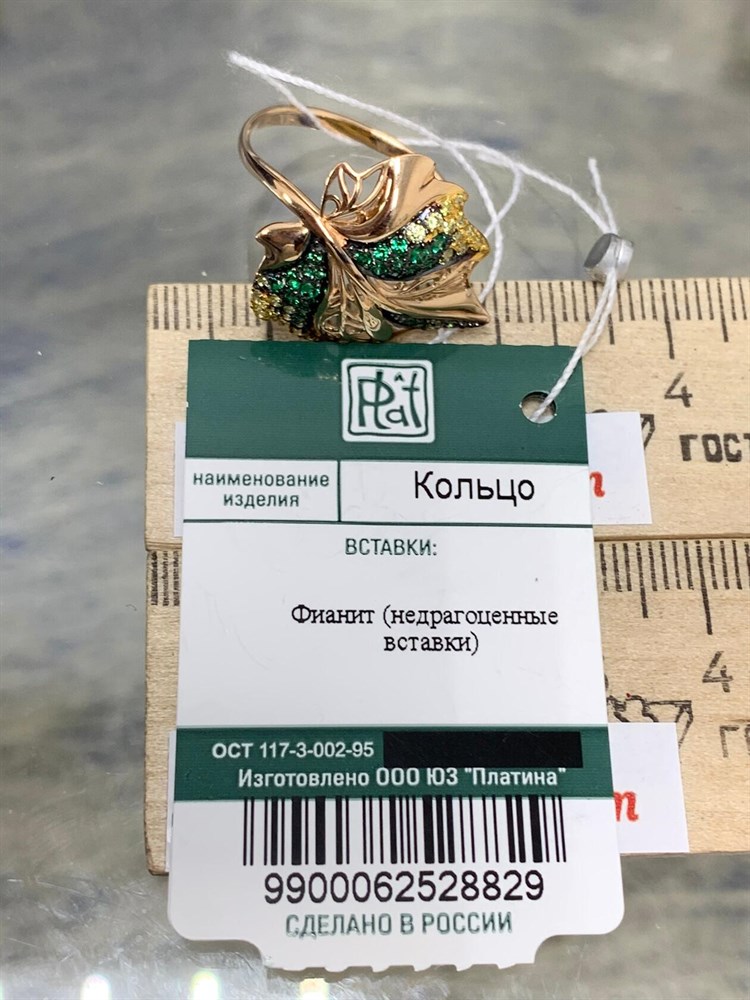 Plat
4
ГОСТ
наименование
изделия
Кольцо
ВСТАВКИ:
Фианит (недрагоценные
вставки)
4
ОСТ 117-3-002-95
Изготовлено ООО ЮЗ "Платина"
9900062528829
СДЕЛАНО В РОССИИ